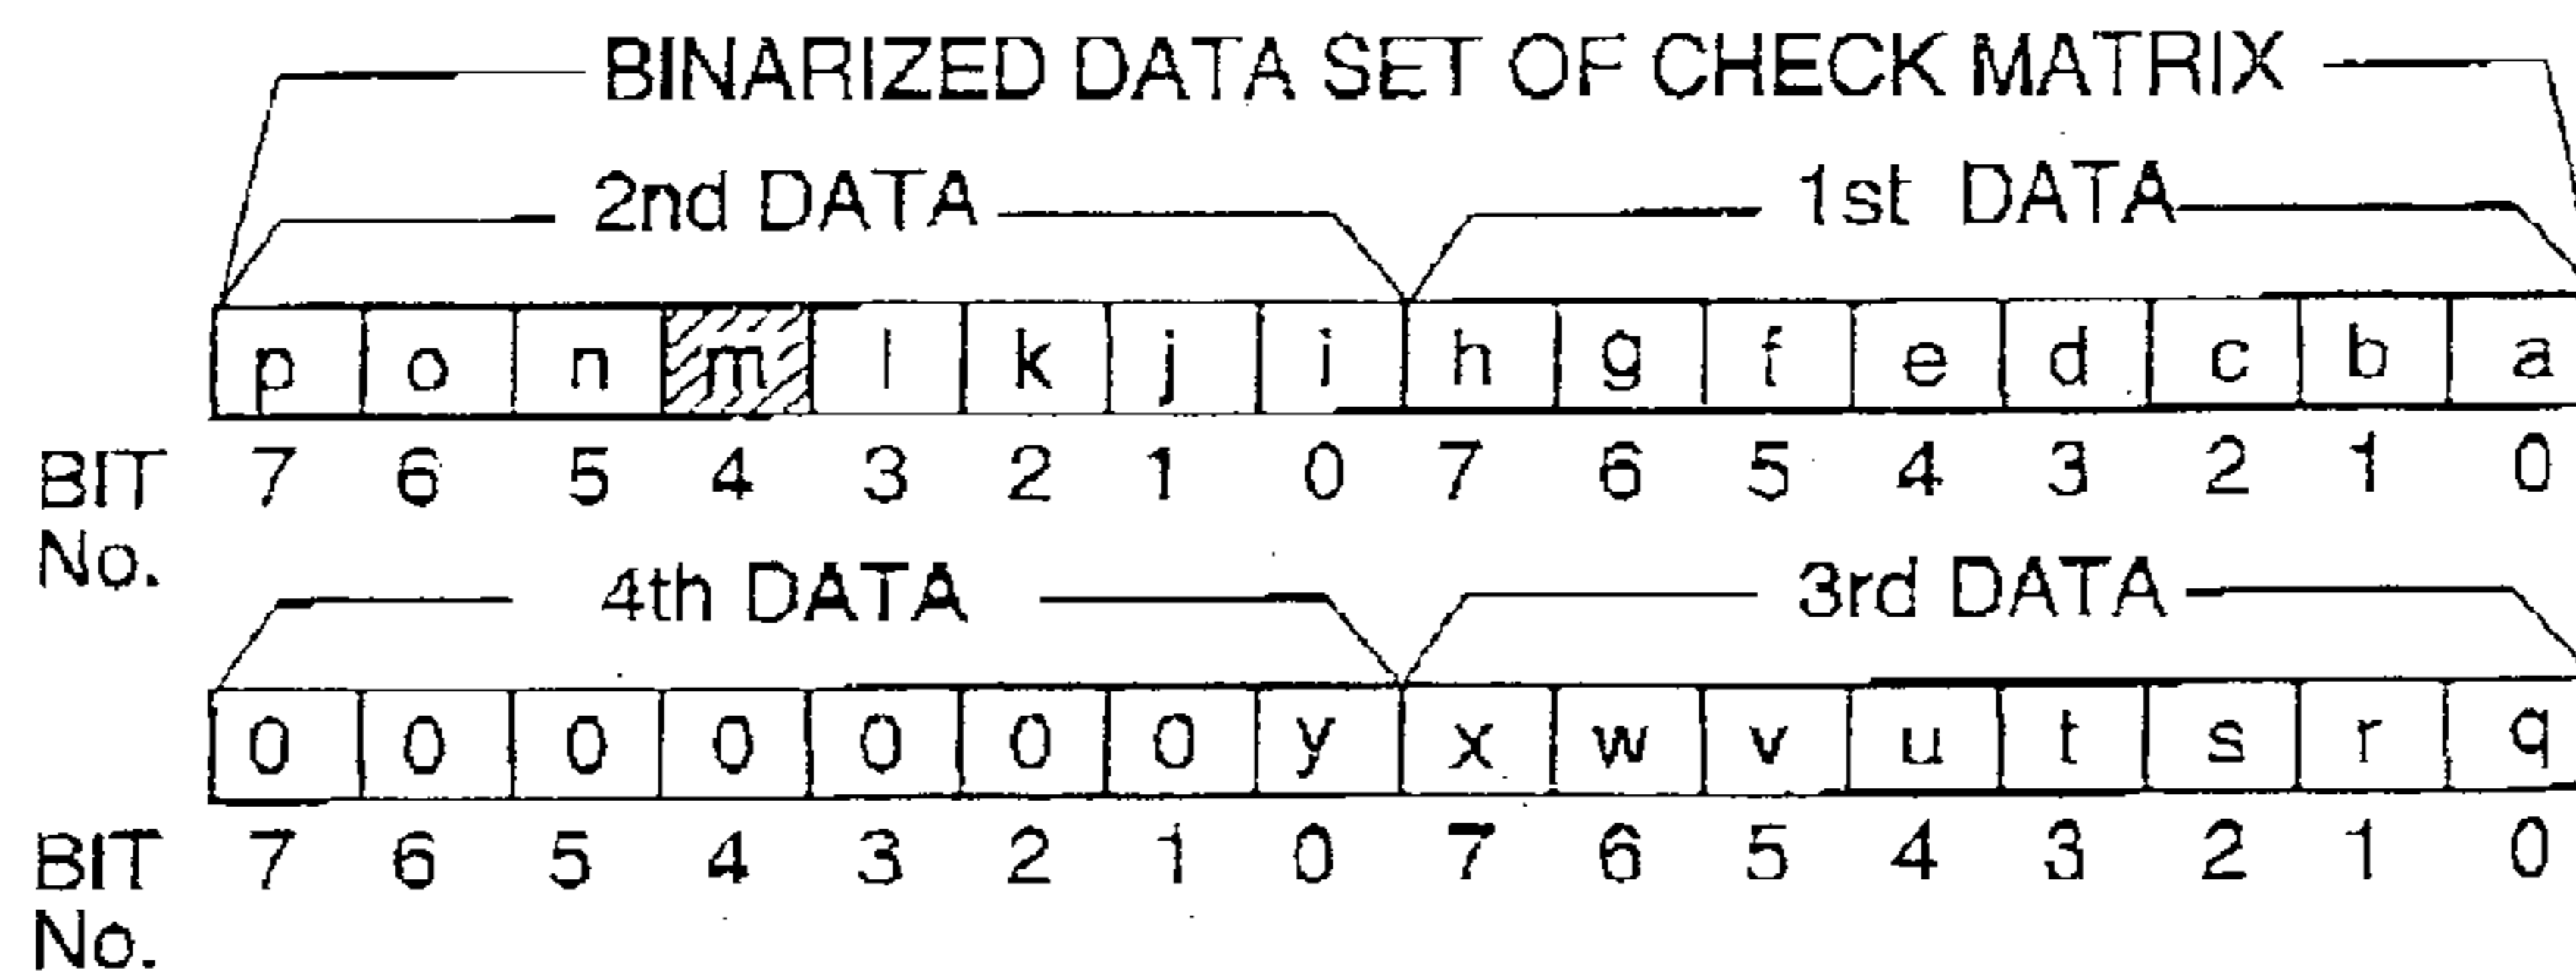 BINARIZED DATA SET OF CHECK MATRIX
2nd DATA 1st DATA
p o n m l k j i h g f e d c b a
BIT No. 7 6 5 4 3 2 1 0 7 6 5 4 3 2 1 0
4th DATA 3rd DATA
0 0 0 0 0 0 0 y x w v u t s r q
BIT No. 7 6 5 4 3 2 1 0 7 6 5 4 3 2 1 0